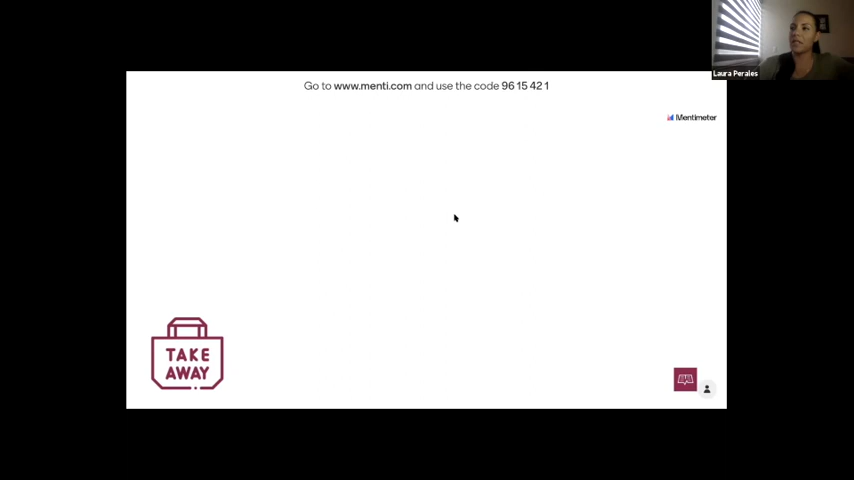 Go to www.menti.com and use the code 96 15 42 1
Mentimeter
Laura Perales
TAKE
AWAY